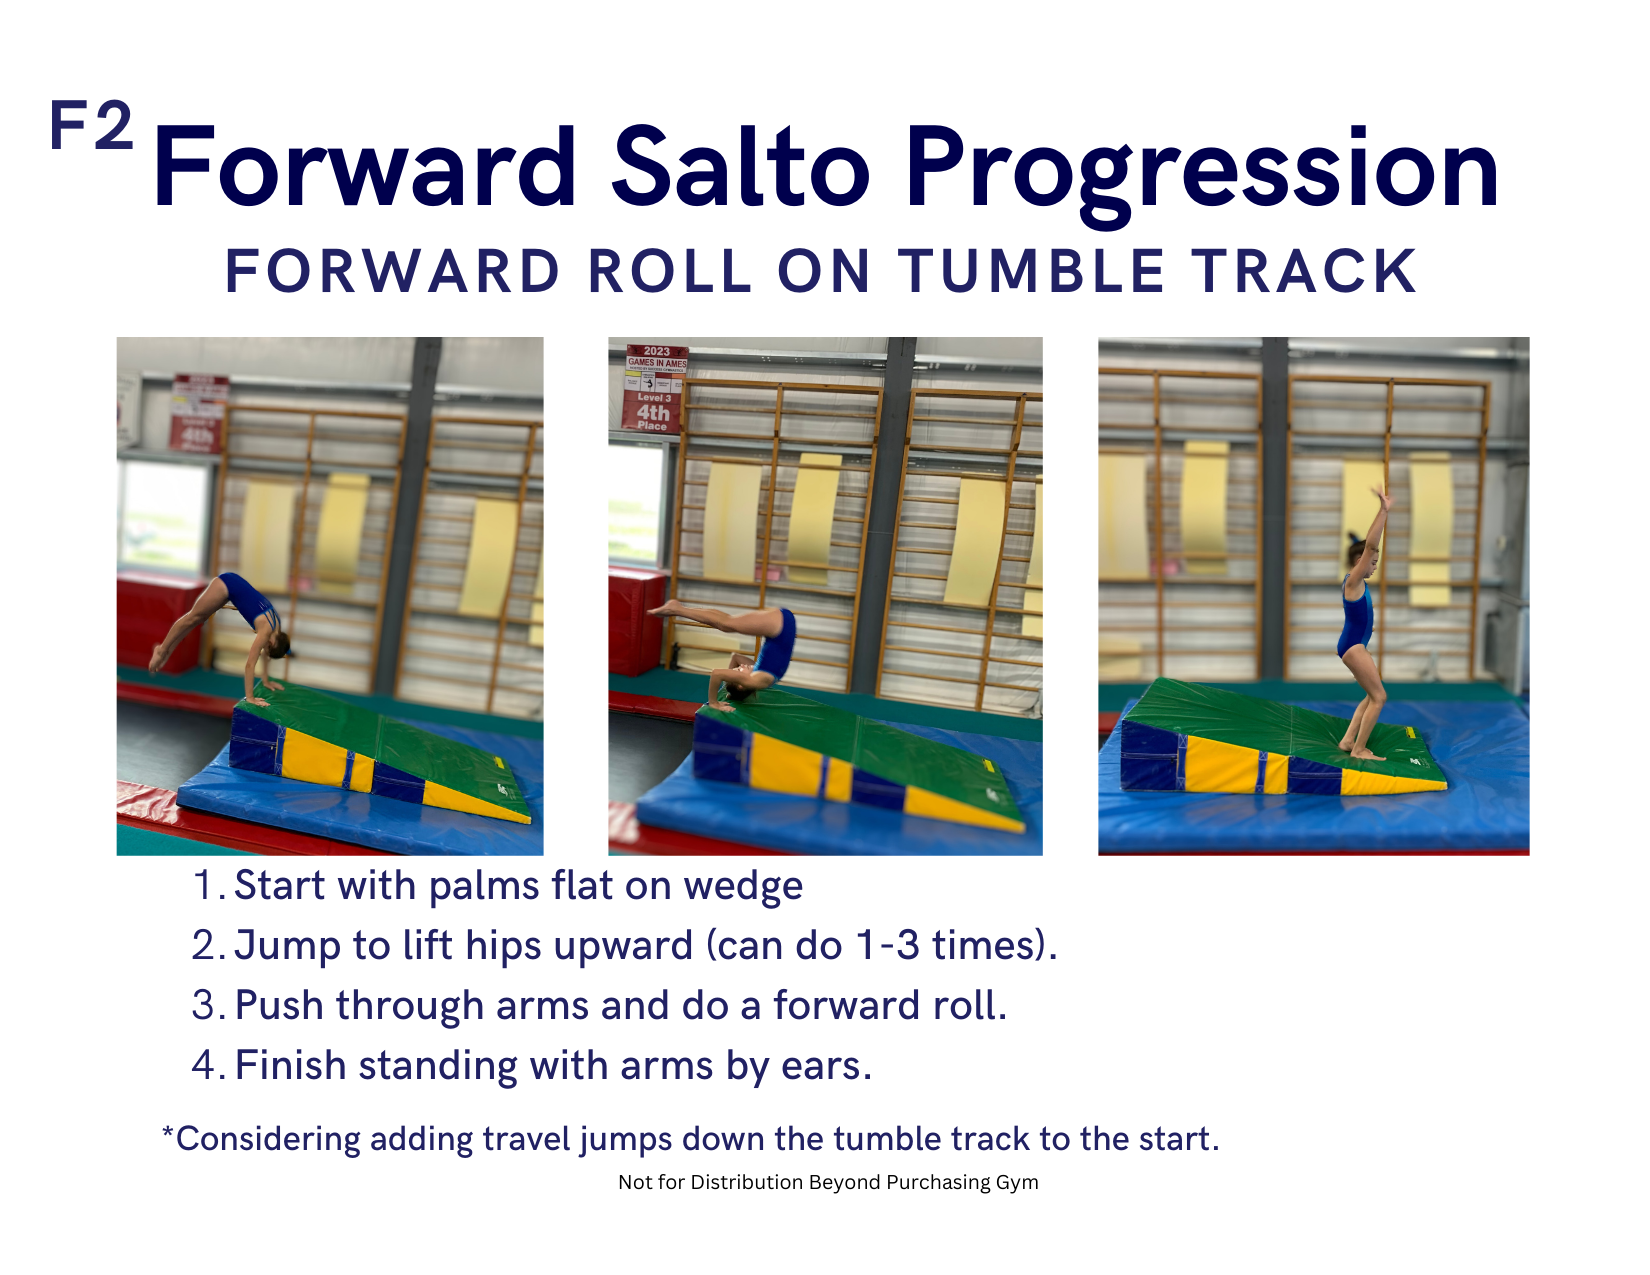 F2
Forward Salto Progression
FORWARD ROLL ON TUMBLE TRACK
2023
GAMES IN AMES
Level 3
4th
Place
4th
1. Start with palms flat on wedge
2. Jump to lift hips upward (can do 1-3 times).
3. Push through arms and do a forward roll.
4. Finish standing with arms by ears.
*Considering adding travel jumps down the tumble track to the start.
Not for Distribution Beyond Purchasing Gym